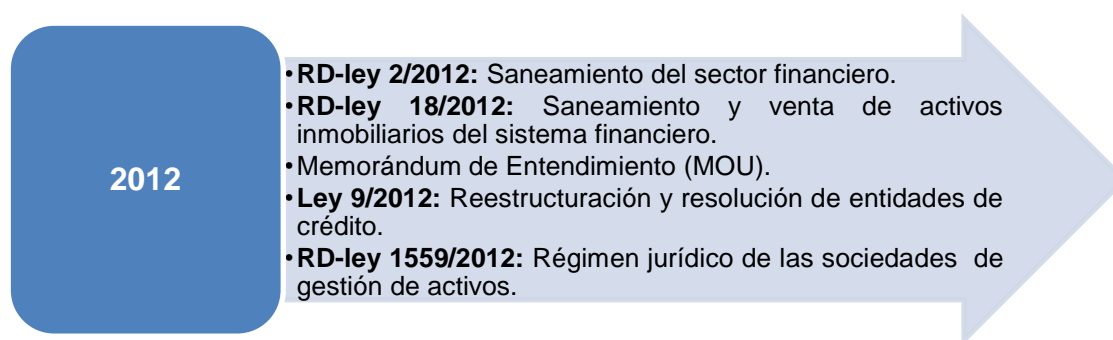 2012
•RD-ley 2/2012: Saneamiento del sector financiero.
•RD-ley 18/2012: Saneamiento y venta de activos
inmobiliarios del sistema financiero.
•Memorándum de Entendimiento (MOU).
•Ley 9/2012: Reestructuración y resolución de entidades de
crédito.
•RD-ley 1559/2012: Régimen jurídico de las sociedades de
gestión de activos.